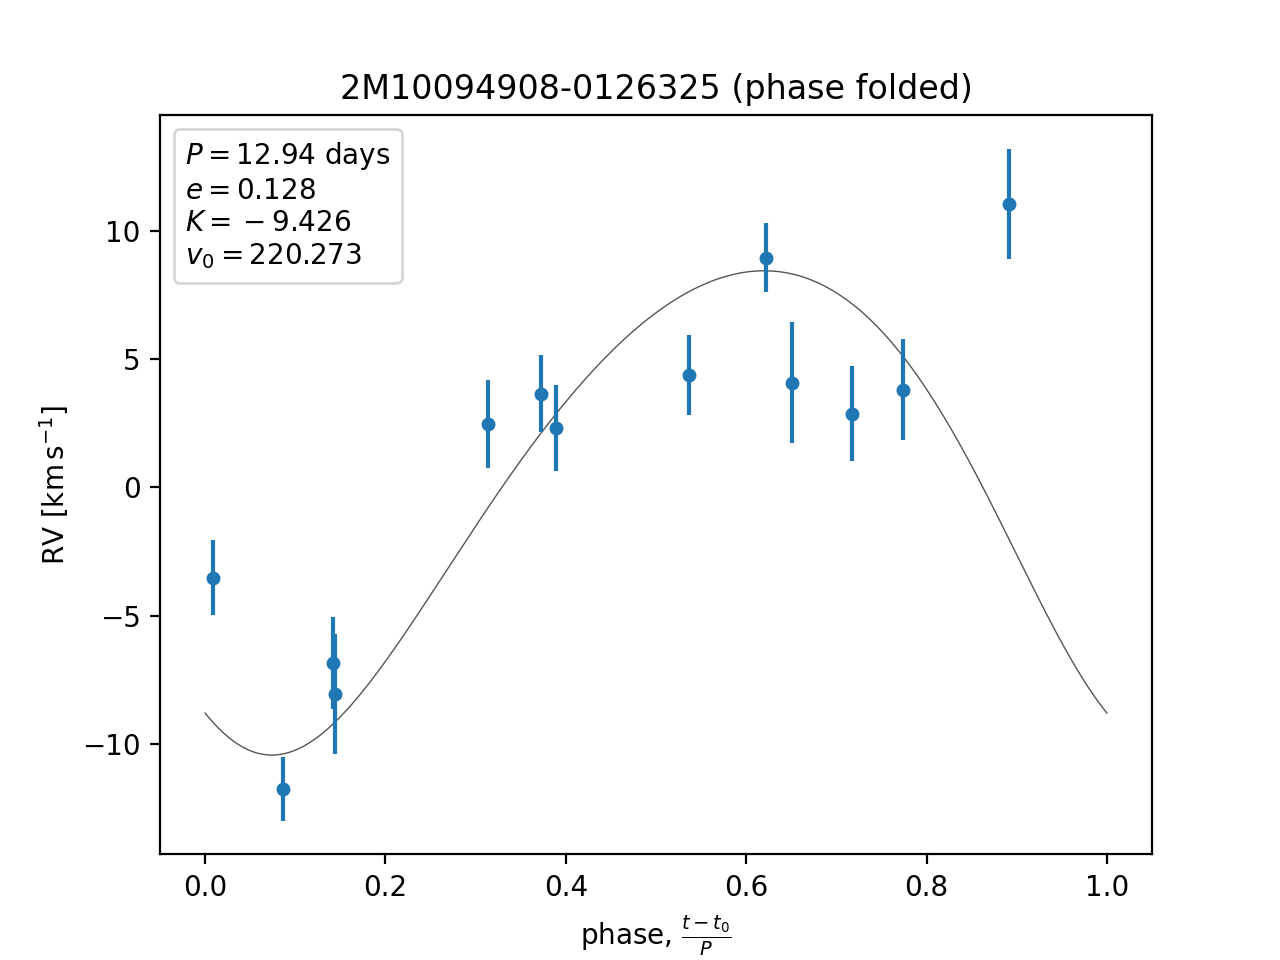 2M10094908-0126325 (phase folded)
P = 12.94 days
e = 0.128
K = −9.426
v₀ = 220.273
RV [km s⁻¹]
10
5
0
−5
−10
0.0 0.2 0.4 0.6 0.8 1.0
phase, (t − t₀)/P